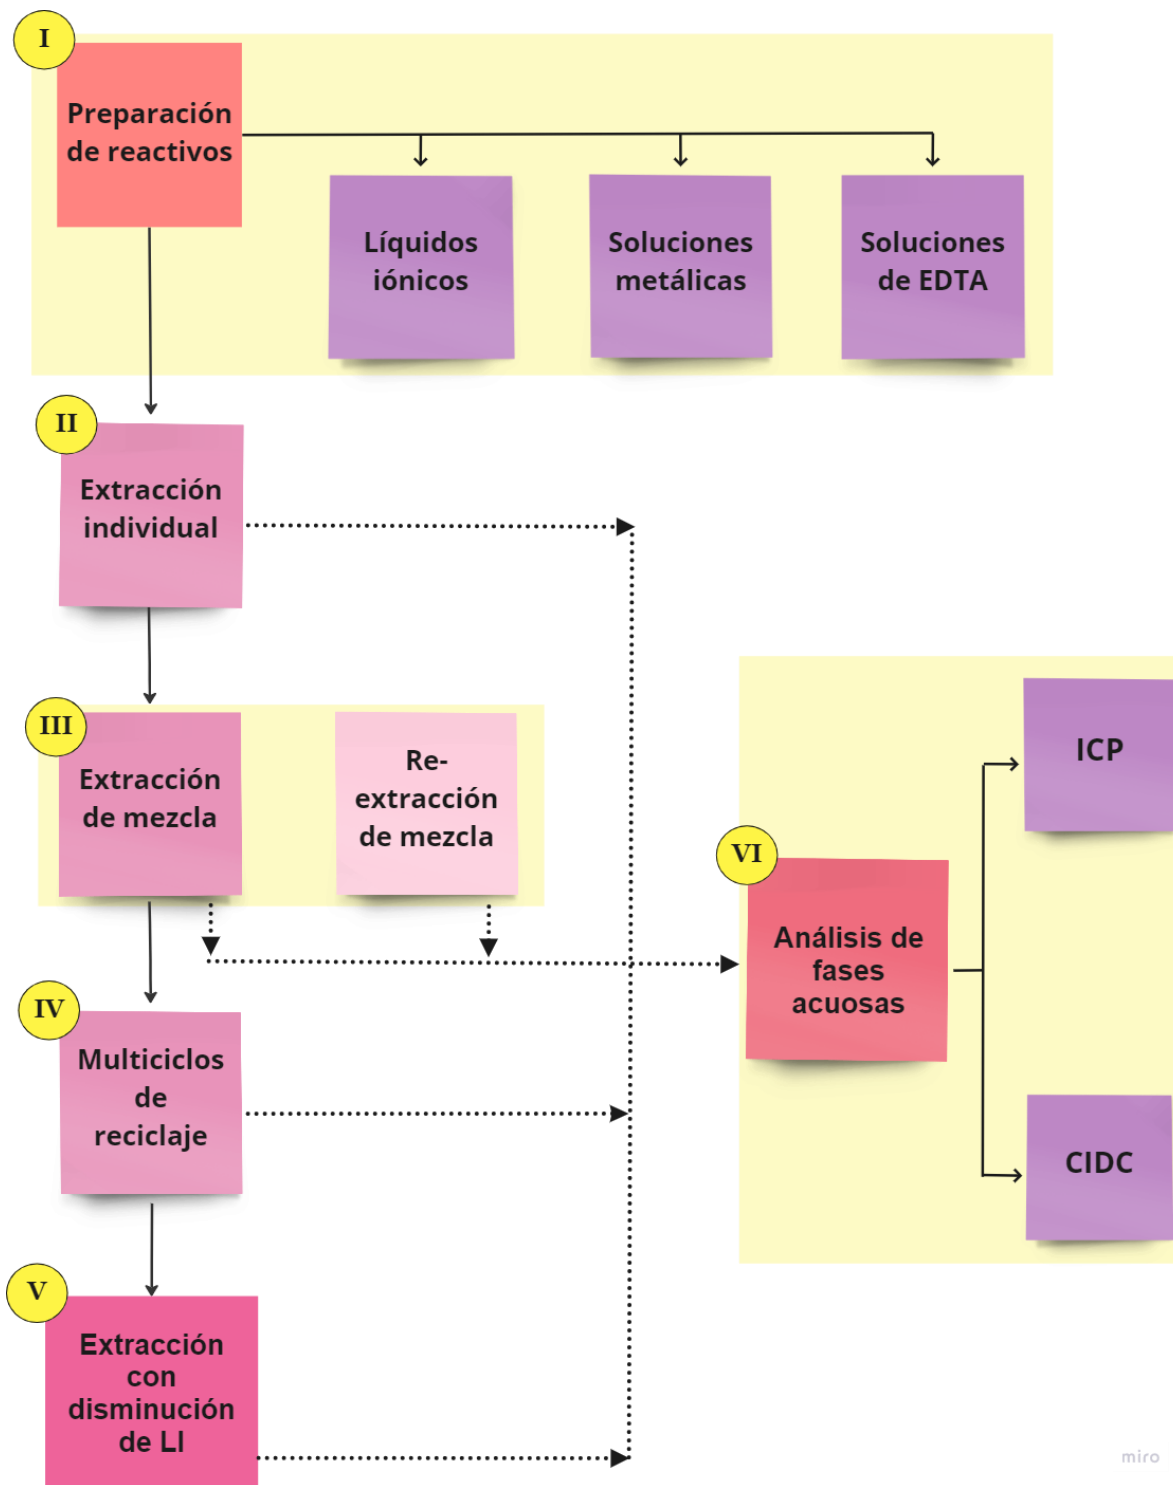 I
Preparación
de reactivos
Líquidos
iónicos
Soluciones
metálicas
Soluciones
de EDTA
II
Extracción
individual
III
Extracción
de mezcla
Re-
extracción
de mezcla
IV
Multiciclos
de
reciclaje
V
Extracción
con
disminución
de LI
VI
Análisis de
fases
acuosas
ICP
CIDC
miro